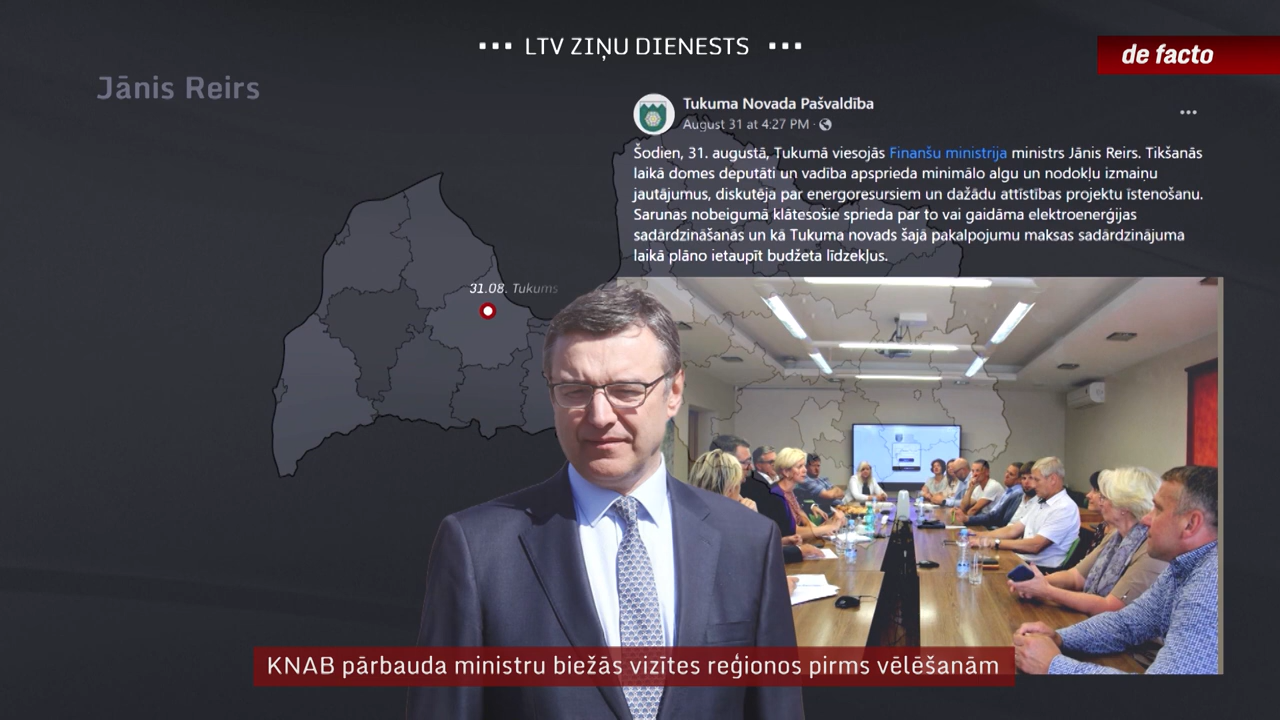 LTV ZIŅU DIENESTS
de facto
Jānis Reirs
Tukuma Novada Pašvaldība
August 31 at 4:27 PM ·
Šodien, 31. augustā, Tukumā viesojās Finanšu ministrija ministrs Jānis Reirs. Tikšanās
laikā domes deputāti un vadība apsprieda minimālo algu un nodokļu izmaiņu
jautājumus, diskutēja par energoresursiem un dažādu attīstības projektu īstenošanu.
Sarunas nobeigumā klātesošie sprieda par to vai gaidāma elektroenerģijas
sadārdzināšanās un kā Tukuma novads šajā pakalpojumu maksas sadārdzinājuma
laikā plāno ietaupīt budžeta līdzekļus.
31.08. Tukums
KNAB pārbauda ministru biežās vizītes reģionos pirms vēlēšanām